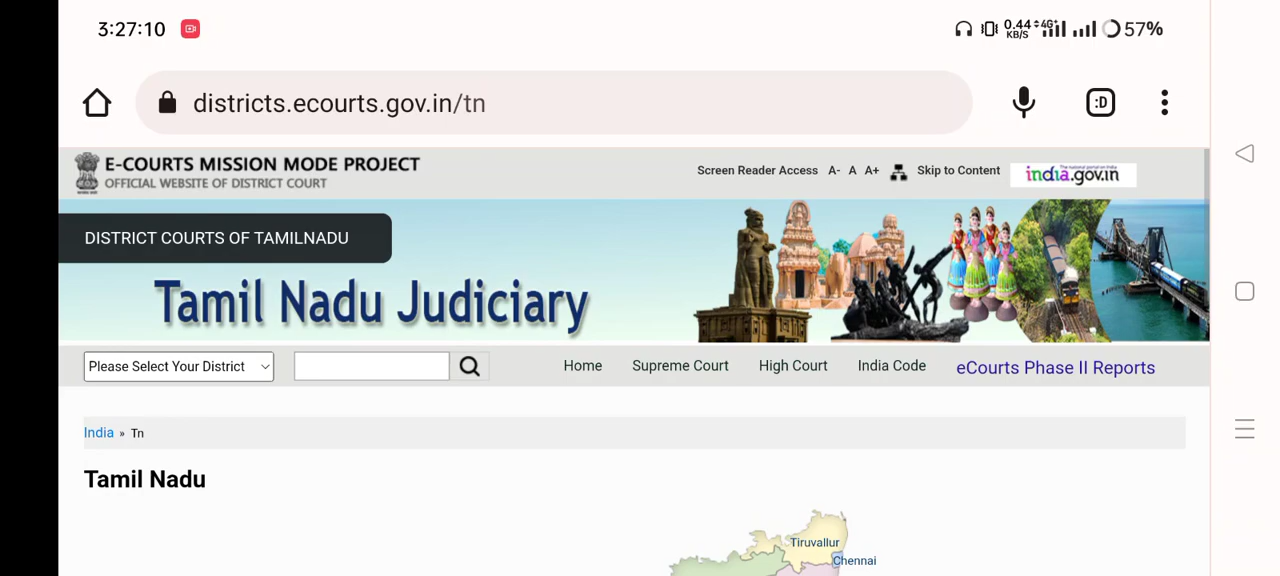 3:27:10
0.44 KB/S 4G+ 57%
districts.ecourts.gov.in/tn
:D
E-COURTS MISSION MODE PROJECT
OFFICIAL WEBSITE OF DISTRICT COURT
Screen Reader Access A- A A+ Skip to Content
india.gov.in
DISTRICT COURTS OF TAMILNADU
Tamil Nadu Judiciary
Please Select Your District
Home Supreme Court High Court India Code eCourts Phase II Reports
India » Tn
Tamil Nadu
Tiruvallur
Chennai